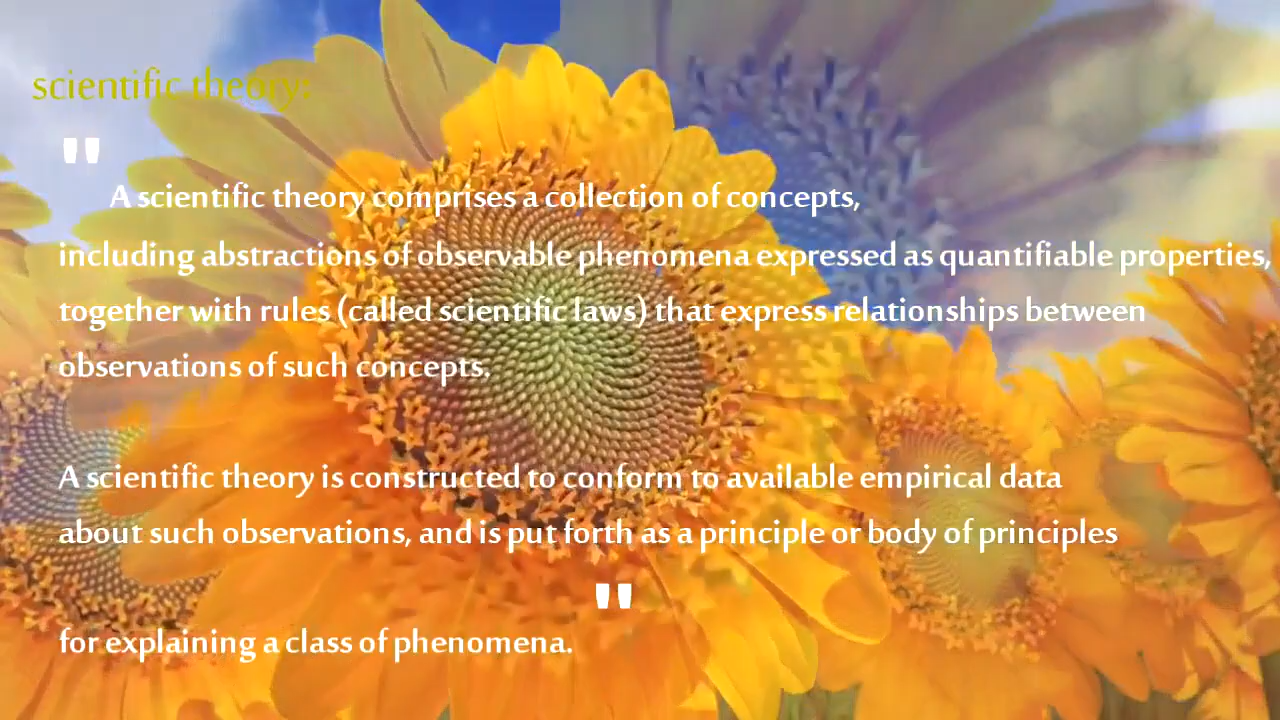 scientific theory:
"
A scientific theory comprises a collection of concepts,
including abstractions of observable phenomena expressed as quantifiable properties,
together with rules (called scientific laws) that express relationships between
observations of such concepts.
A scientific theory is constructed to conform to available empirical data
about such observations, and is put forth as a principle or body of principles
"
for explaining a class of phenomena.